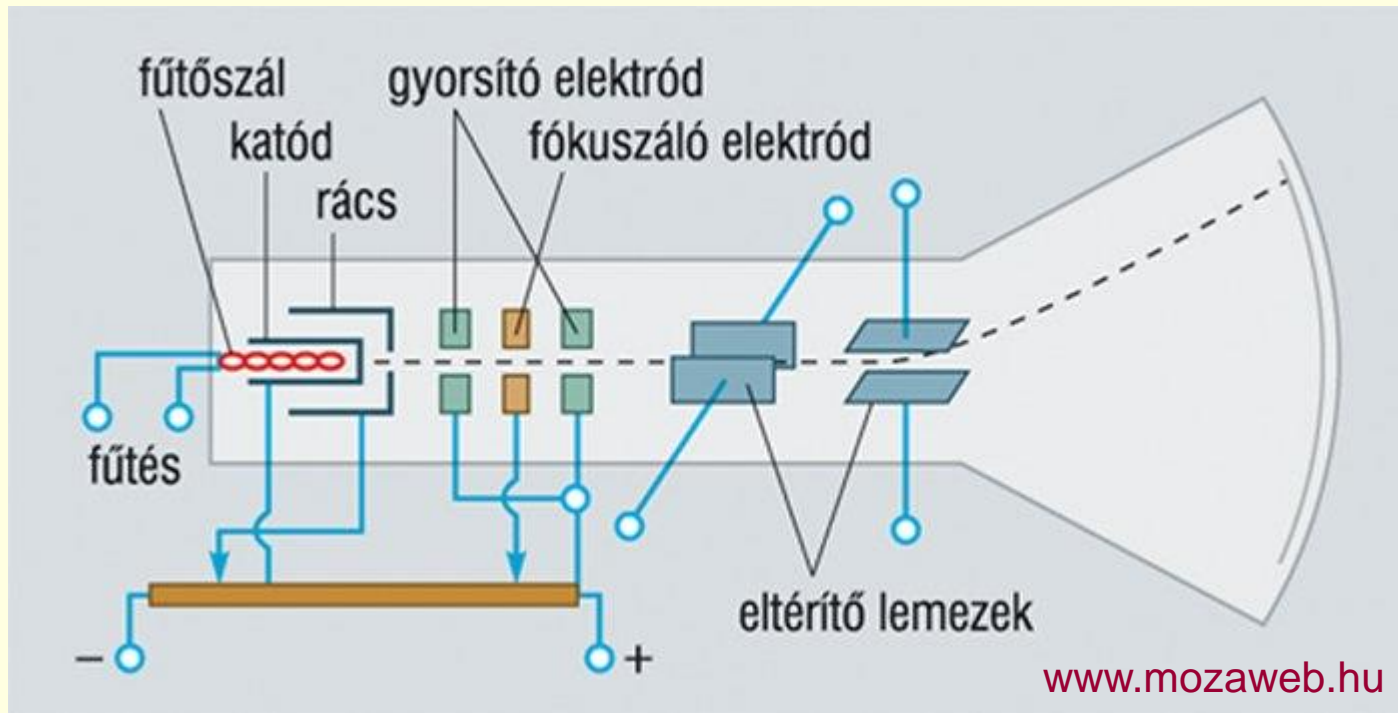 fűtőszál
gyorsító elektród
katód
fókuszáló elektród
rács
fűtés
eltérítő lemezek
– +
www.mozaweb.hu